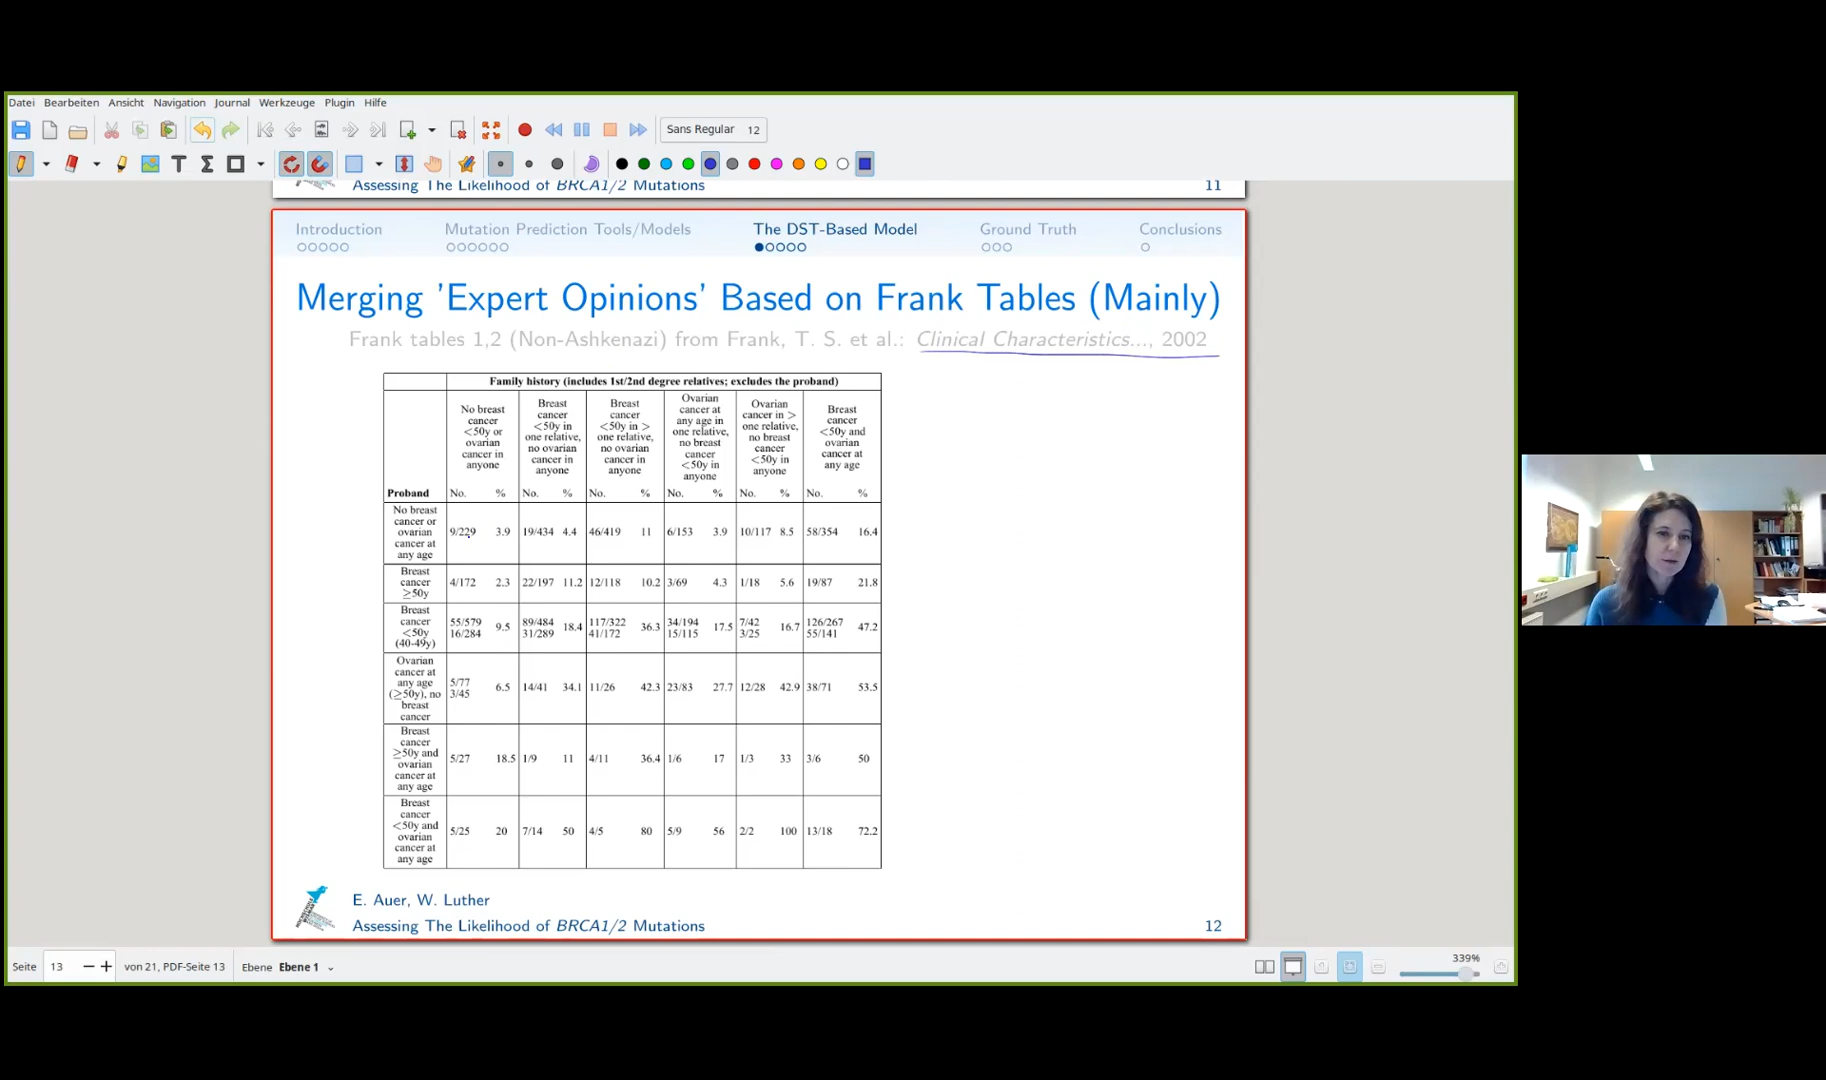 Datei Bearbeiten Ansicht Navigation Journal Werkzeuge Plugin Hilfe
Sans Regular 12
Assessing The Likelihood of BRCA1/2 Mutations 11
Introduction Mutation Prediction Tools/Models The DST-Based Model Ground Truth Conclusions
Merging 'Expert Opinions' Based on Frank Tables (Mainly)
Frank tables 1,2 (Non-Ashkenazi) from Frank, T. S. et al.: Clinical Characteristics..., 2002
Family history (includes 1st/2nd degree relatives; excludes the proband)
No breast
cancer
<50y or
ovarian
cancer in
anyone
Breast
cancer
<50y in
one relative,
no ovarian
cancer in
anyone
Breast
cancer
<50y in >
one relative,
no ovarian
cancer in
anyone
Ovarian
cancer at
any age in
one relative,
no breast
cancer
<50y in
anyone
Ovarian
cancer in >
one relative,
no breast
cancer
<50y in
anyone
Breast
cancer
<50y and
ovarian
cancer at
any age
Proband No. % No. % No. % No. % No. % No. %
No breast
cancer or
ovarian
cancer at
any age
9/229 3.9 19/434 4.4 46/419 11 6/153 3.9 10/117 8.5 58/354 16.4
Breast
cancer
≥50y
4/172 2.3 22/197 11.2 12/118 10.2 3/69 4.3 1/18 5.6 19/87 21.8
Breast
cancer
<50y
(40-49y)
55/579 9.5 89/484 18.4 117/322 36.3 34/194 17.5 7/42 16.7 126/267 47.2
16/284 31/289 41/172 15/115 3/25 55/141
Ovarian
cancer at
any age
(≥50y), no
breast
cancer
5/77 6.5 14/41 34.1 11/26 42.3 23/83 27.7 12/28 42.9 38/71 53.5
3/45
Breast
cancer
≥50y and
ovarian
cancer at
any age
5/27 18.5 1/9 11 4/11 36.4 1/6 17 1/3 33 3/6 50
Breast
cancer
<50y and
ovarian
cancer at
any age
5/25 20 7/14 50 4/5 80 5/9 56 2/2 100 13/18 72.2
E. Auer, W. Luther
Assessing The Likelihood of BRCA1/2 Mutations 12
Seite 13 von 21, PDF-Seite 13 Ebene Ebene 1 339%